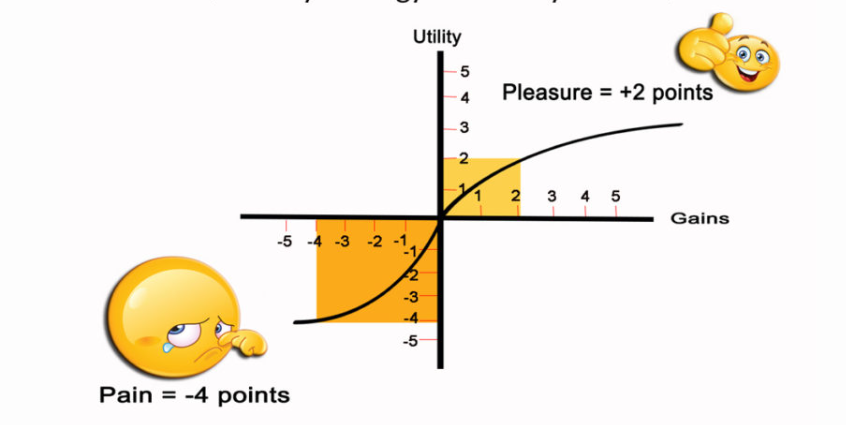 Utility
5
4
Pleasure = +2 points
3
2
1
1 2 3 4 5
Gains
-5 -4 -3 -2 -1
-1
-2
-3
-4
-5
Pain = -4 points